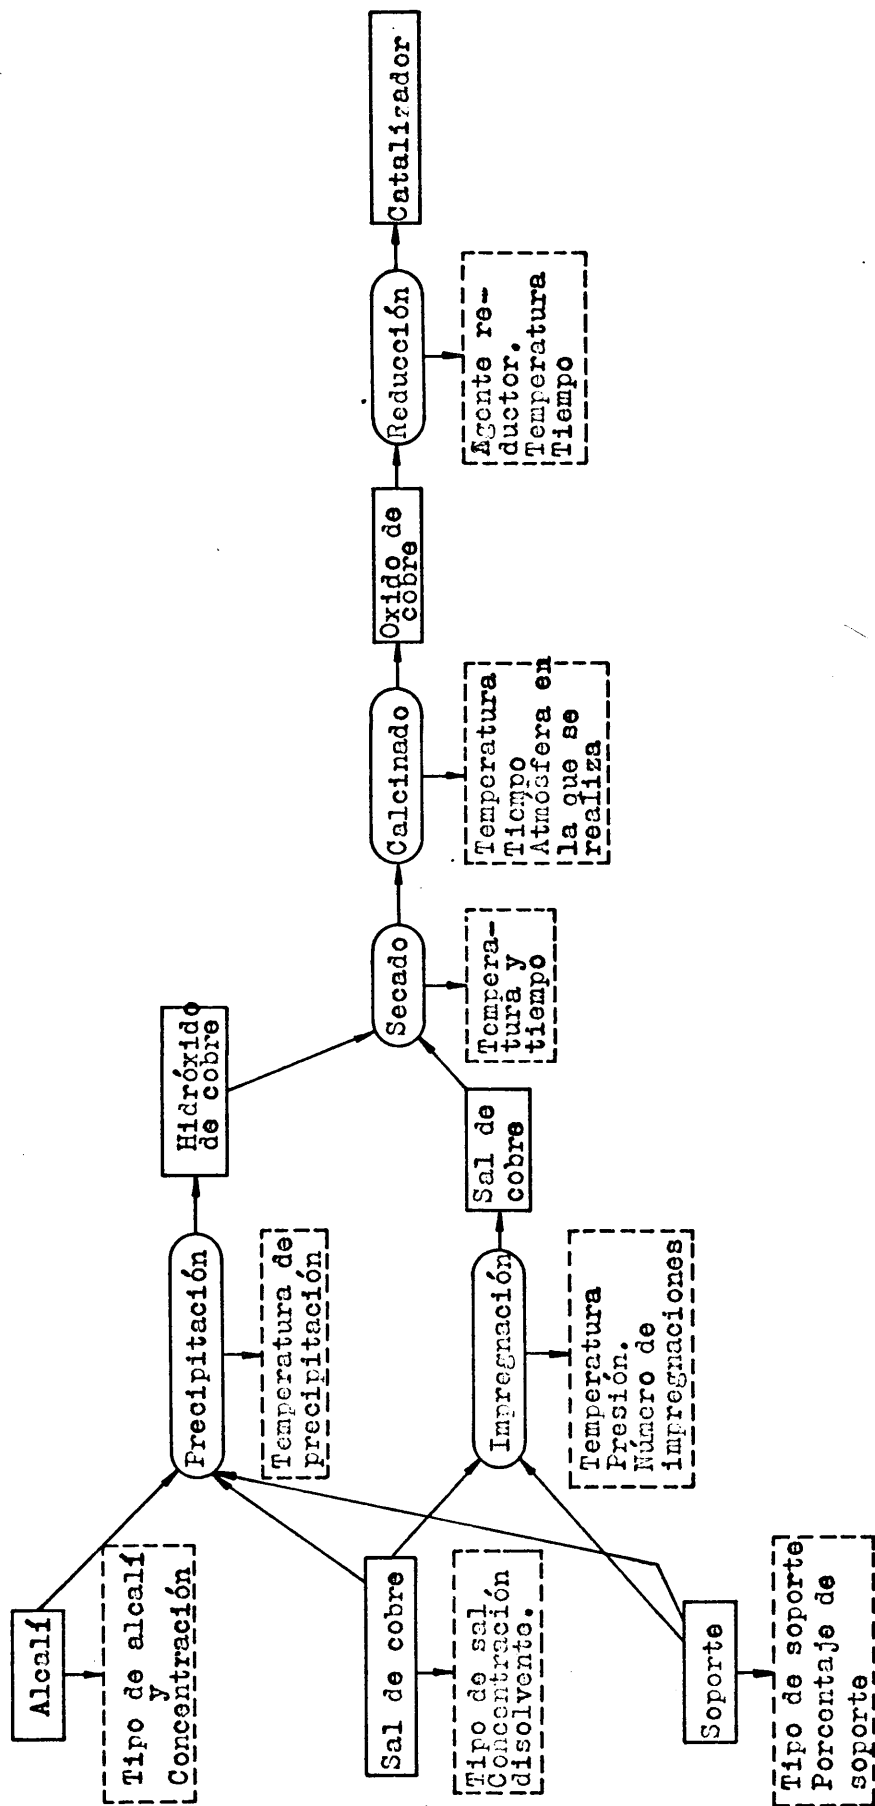 Alcalí
Tipo de alcalí
y
Concentración
Sal de cobre
Tipo de sal
Concentración
disolvente.
Soporte
Tipo de soporte
Porcentaje de
soporte
Precipitación
Temperatura de
precipitación
Impregnación
Temperatura
Presión.
Número de
impregnaciones
Hidróxido
de cobre
Sal de
cobre
Secado
Tempera-
tura y
tiempo
Calcinado
Temperatura
Tiempo
Atmósfera en
la que se
realiza
Oxido de
cobre
Reducción
Agente re-
ductor.
Temperatura
Tiempo
Catalizador